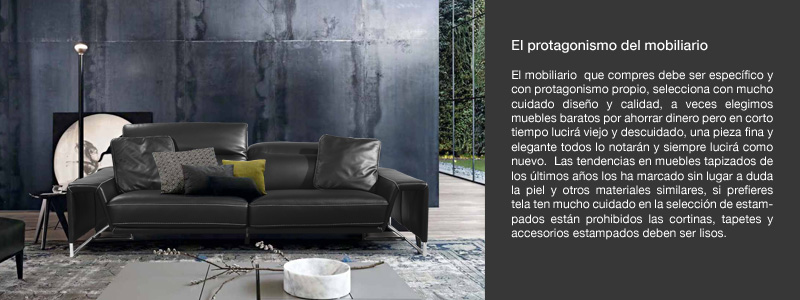 El protagonismo del mobiliario
El mobiliario que compres debe ser específico y
con protagonismo propio, selecciona con mucho
cuidado diseño y calidad, a veces elegimos
muebles baratos por ahorrar dinero pero en corto
tiempo lucirá viejo y descuidado, una pieza fina y
elegante todos lo notarán y siempre lucirá como
nuevo. Las tendencias en muebles tapizados de
los últimos años los ha marcado sin lugar a duda
la piel y otros materiales similares, si prefieres
tela ten mucho cuidado en la selección de estam-
pados están prohibidos las cortinas, tapetes y
accesorios estampados deben ser lisos.